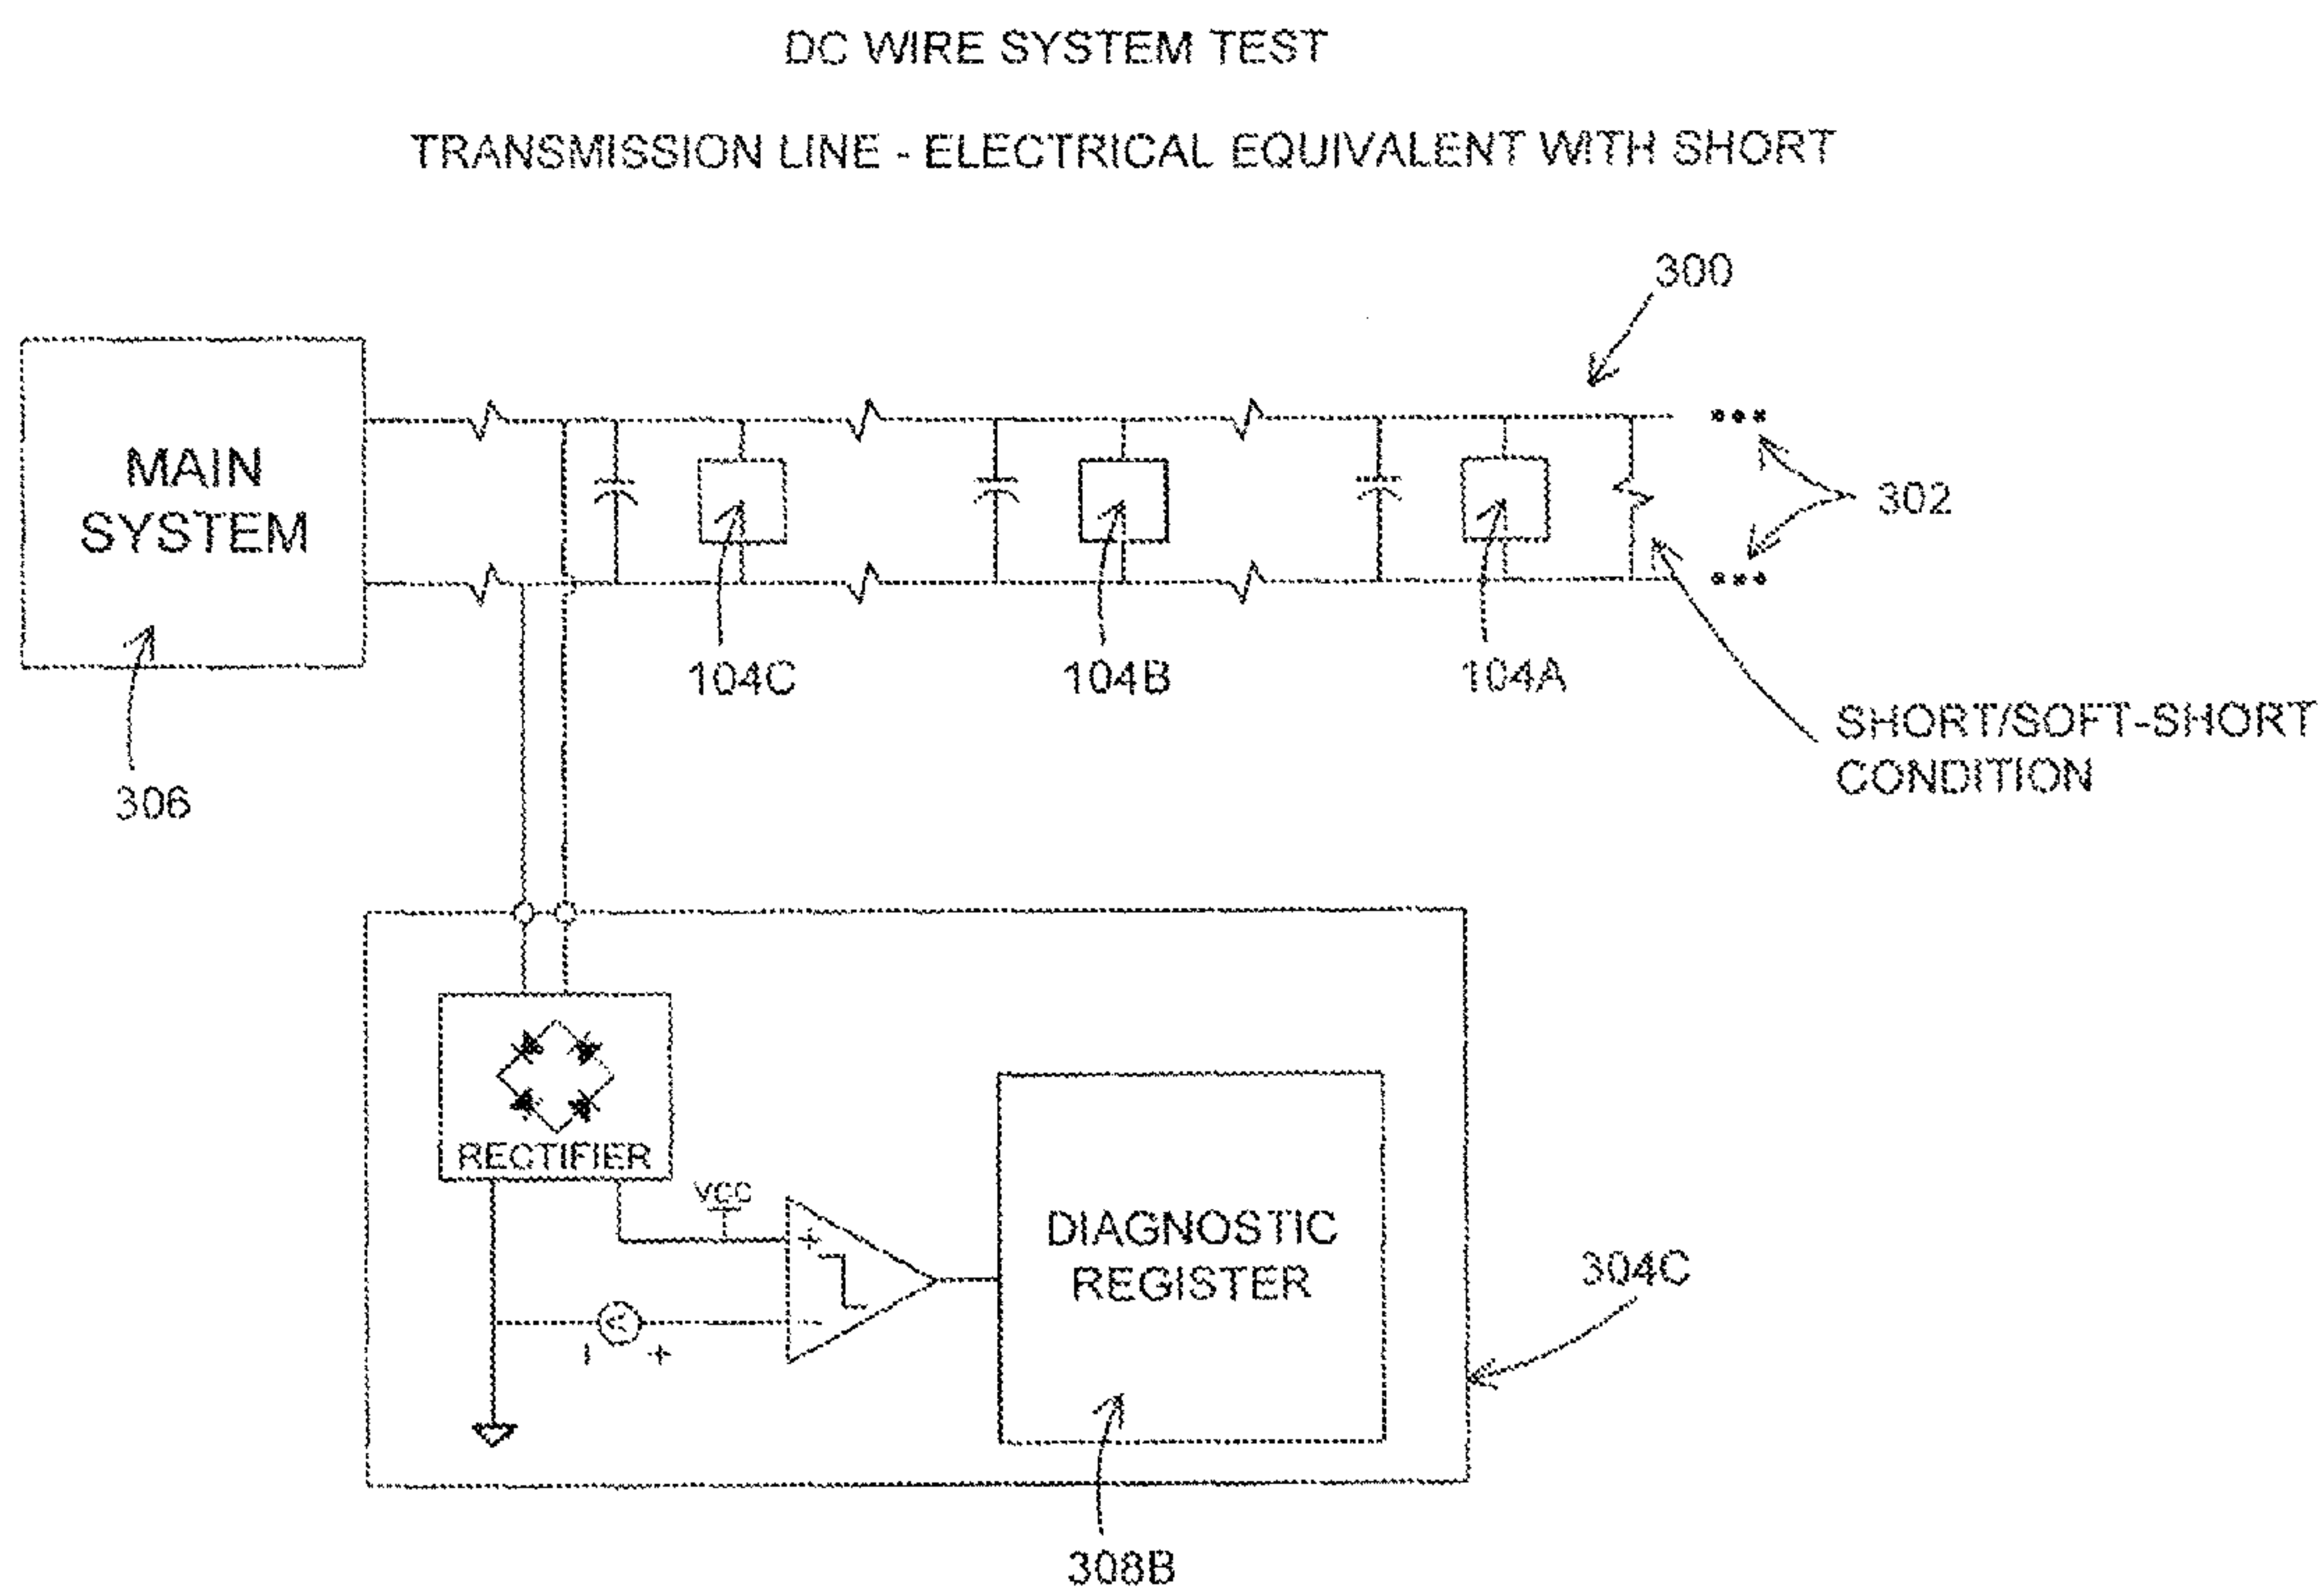 DC WIRE SYSTEM TEST
TRANSMISSION LINE - ELECTRICAL EQUIVALENT WITH SHORT
300
MAIN
SYSTEM
302
104C
104B
104A
SHORT/SOFT-SHORT
CONDITION
306
RECTIFIER
VCC
+
-
A
- +
DIAGNOSTIC
REGISTER
304C
308B